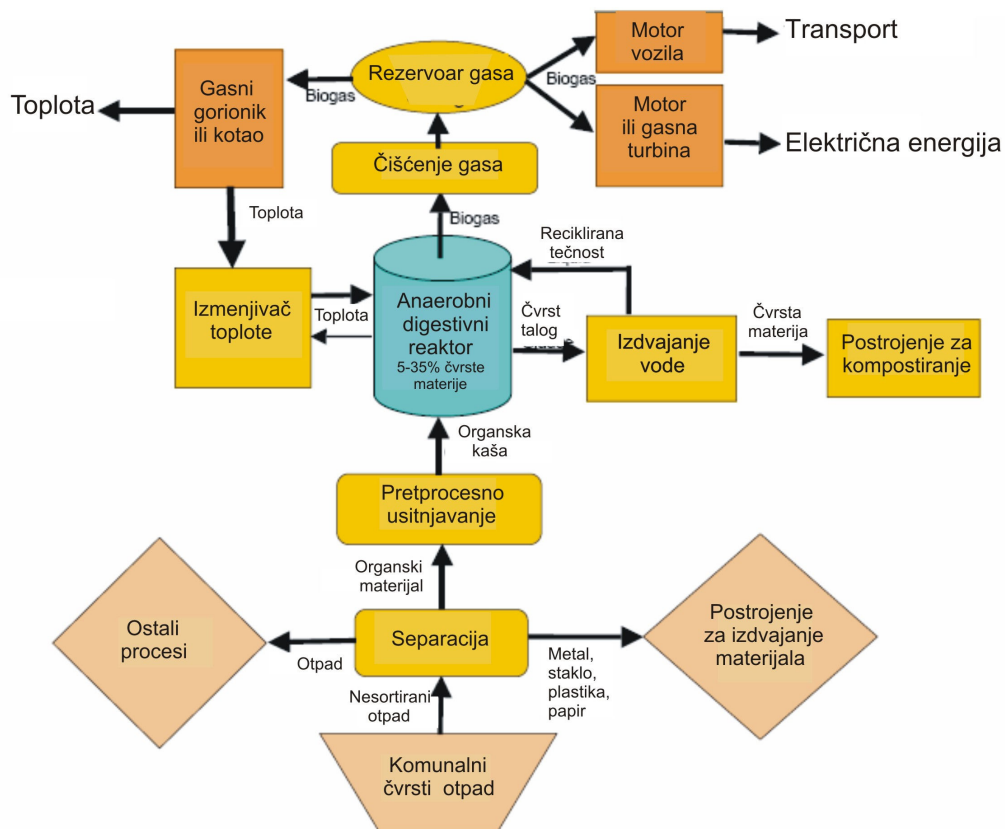 Motor
vozila
Transport
Rezervoar gasa
Biogas
Biogas
Gasni
gorionik
ili kotao
Toplota
Motor
ili gasna
turbina
Električna energija
Čišćenje gasa
Toplota
Biogas
Reciklirana
tečnost
Izmenjivač
toplote
Toplota
Anaerobni
digestivni
reaktor
5-35% čvrste
materije
Čvrst
talog
Izdvajanje
vode
Čvrsta
materija
Postrojenje za
kompostiranje
Organska
kaša
Pretprocesno
usitnjavanje
Organski
materijal
Ostali
procesi
Otpad
Separacija
Metal,
staklo,
plastika,
papir
Postrojenje
za izdvajanje
materijala
Nesortirani
otpad
Komunalni
čvrsti otpad